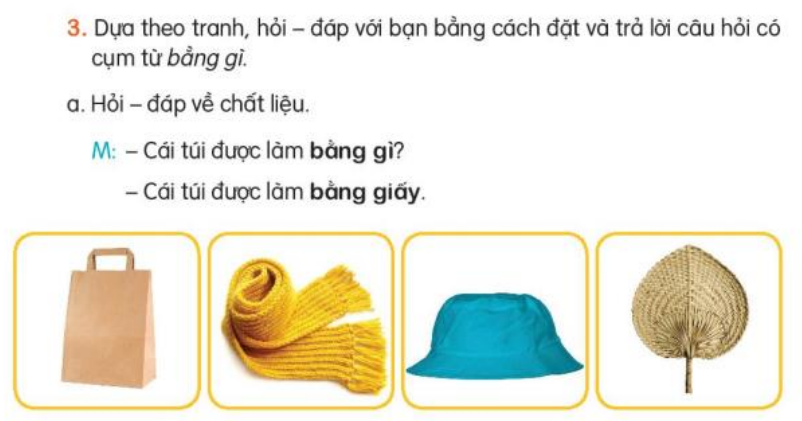 3. Dựa theo tranh, hỏi – đáp với bạn bằng cách đặt và trả lời câu hỏi có
cụm từ bằng gì.
a. Hỏi – đáp về chất liệu.
M: – Cái túi được làm bằng gì?
– Cái túi được làm bằng giấy.